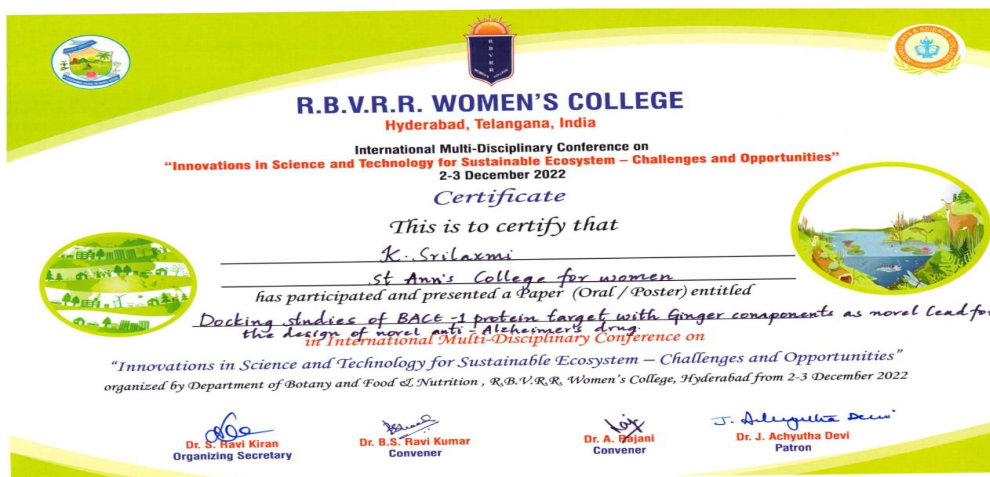 R.B.V.R.R. WOMEN'S COLLEGE
Hyderabad, Telangana, India
International Multi-Disciplinary Conference on
"Innovations in Science and Technology for Sustainable Ecosystem – Challenges and Opportunities"
2-3 December 2022
Certificate
This is to certify that
K. Srilaxmi
St Ann's College for women
has participated and presented a Paper (Oral / Poster) entitled
Docking studies of BACE-1 protein target with Ginger components as novel lead for
the design of novel anti-Alzheimer's drug.
in International Multi-Disciplinary Conference on
"Innovations in Science and Technology for Sustainable Ecosystem – Challenges and Opportunities"
organized by Department of Botany and Food & Nutrition , R.B.V.R.R, Women's College, Hyderabad from 2-3 December 2022
J. Achyutha Devi
Dr. S. Ravi Kiran
Organizing Secretary
Dr. B.S. Ravi Kumar
Convener
Dr. A. Rajani
Convener
Dr. J. Achyutha Devi
Patron